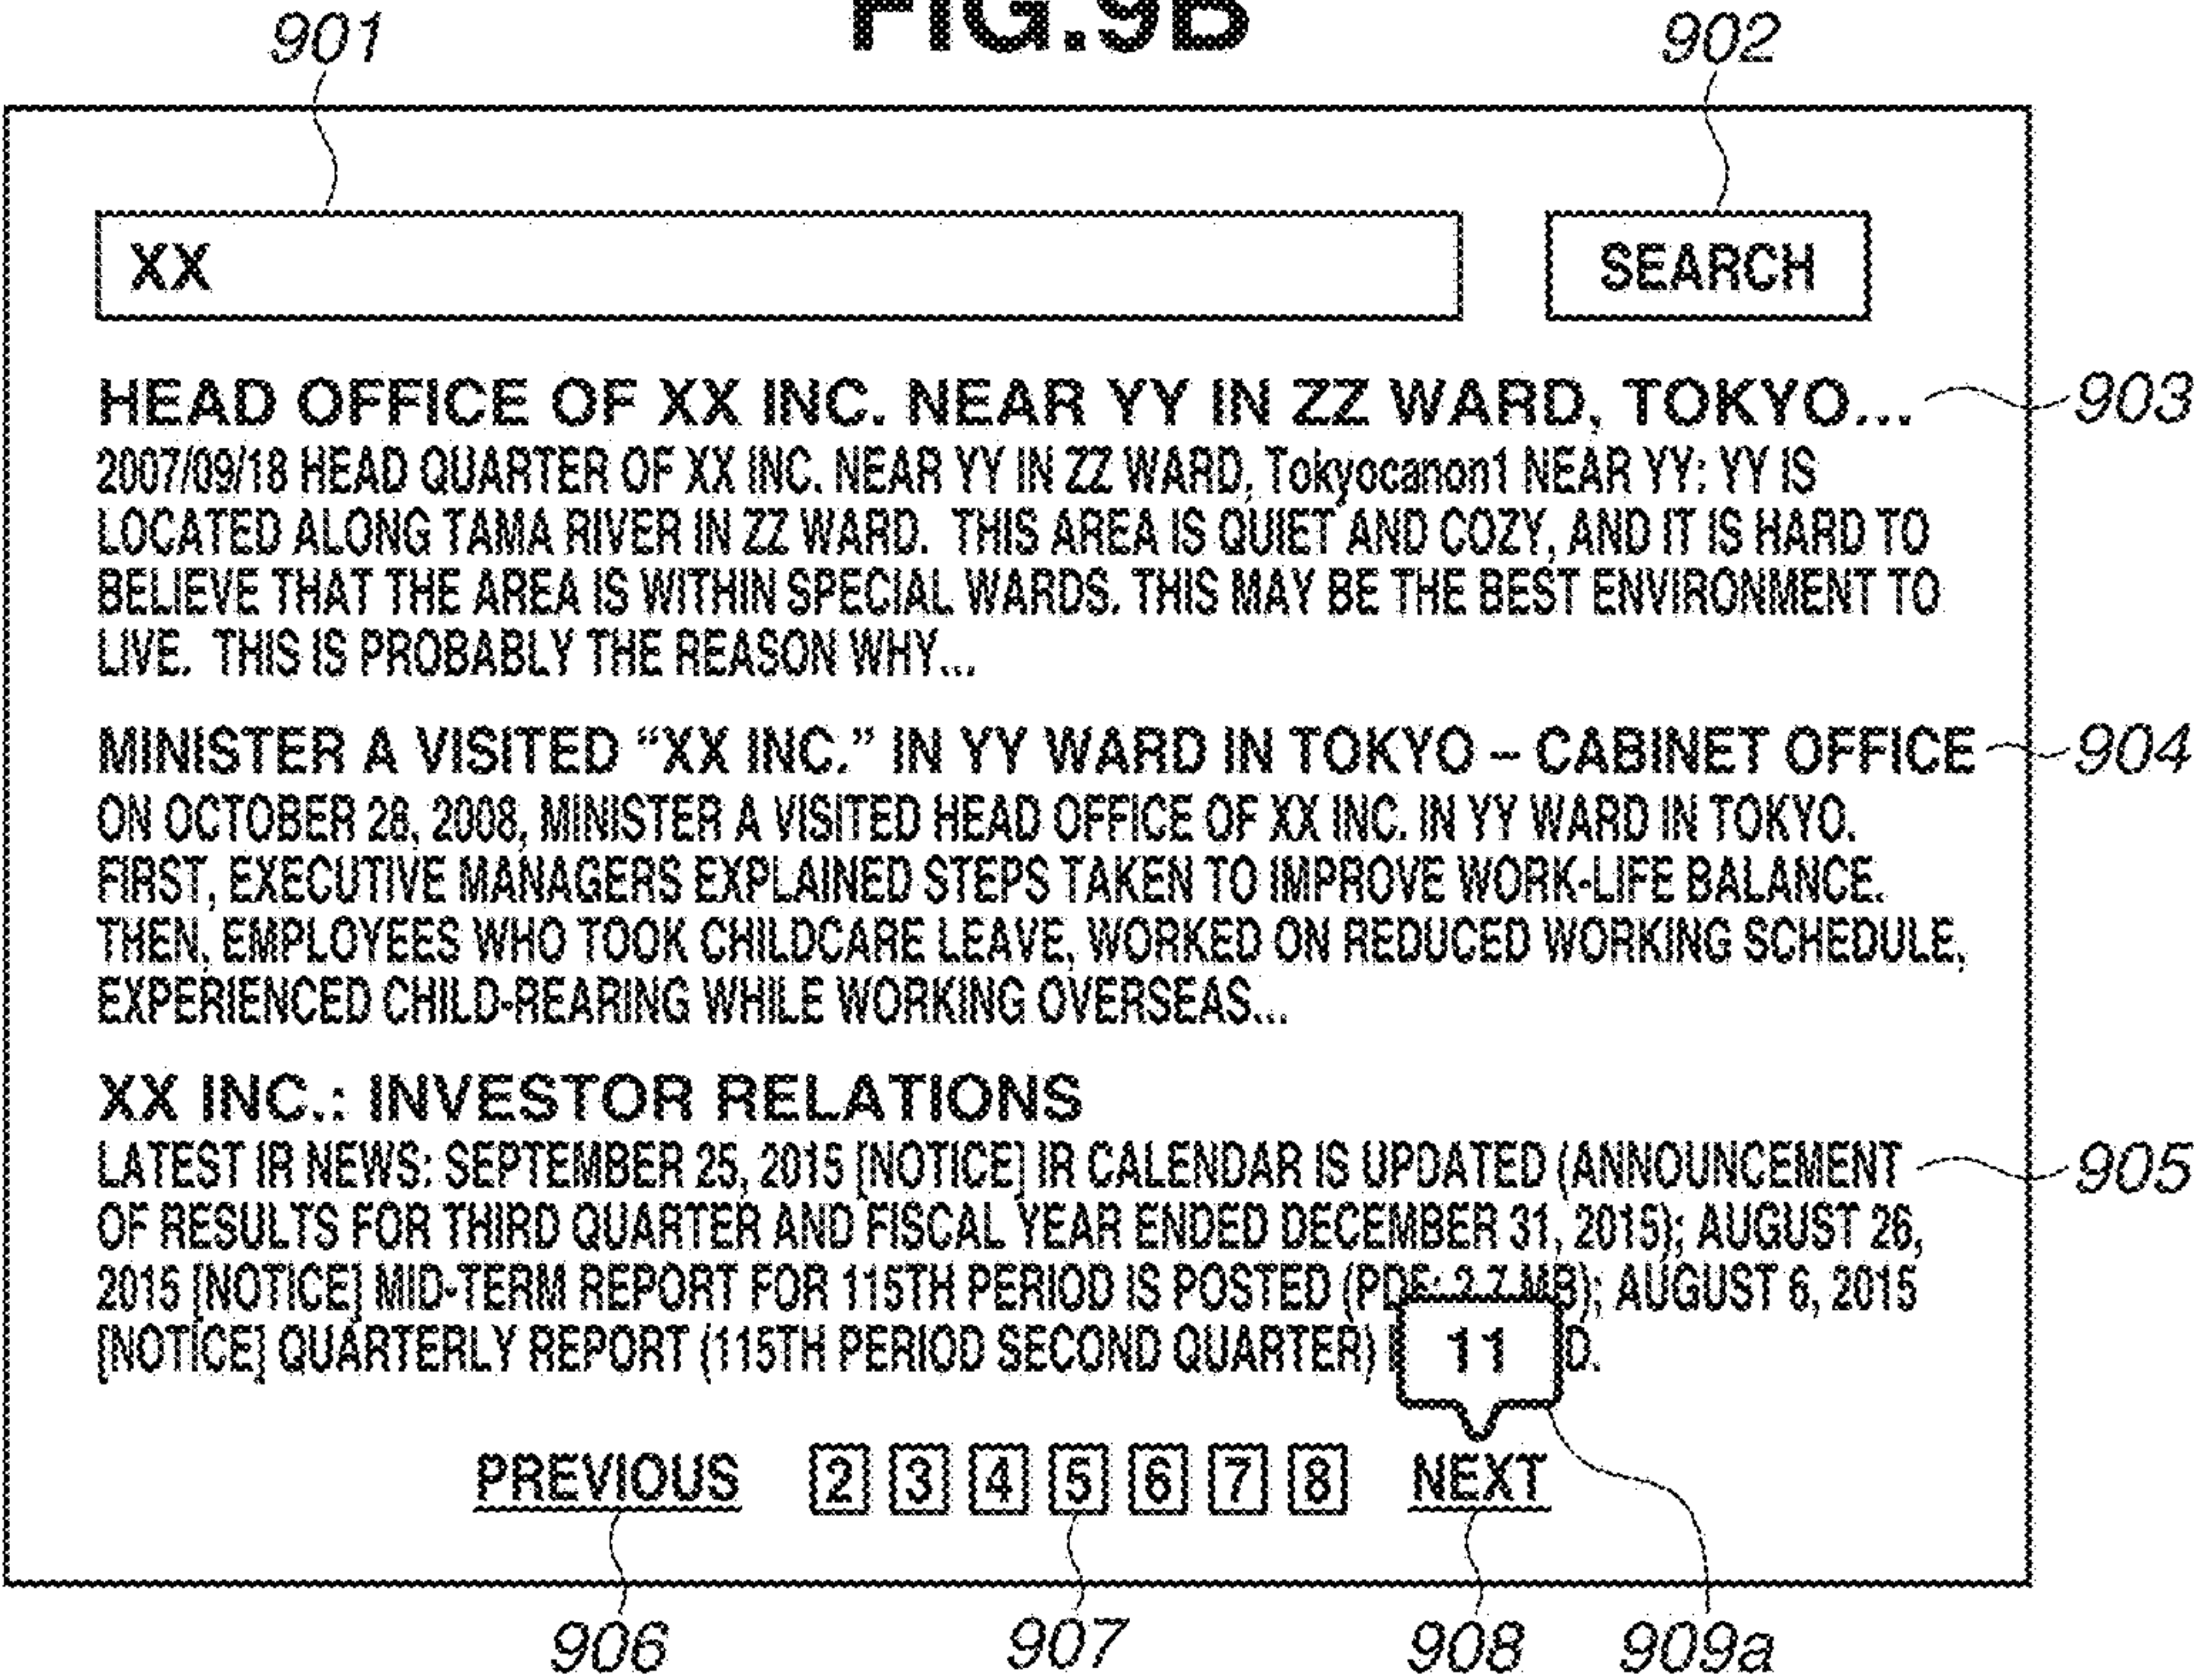 FIG.9B
901
902
XX
SEARCH
HEAD OFFICE OF XX INC. NEAR YY IN ZZ WARD, TOKYO...
903
2007/09/18 HEAD QUARTER OF XX INC. NEAR YY IN ZZ WARD, Tokyocanon1 NEAR YY: YY IS
LOCATED ALONG TAMA RIVER IN ZZ WARD. THIS AREA IS QUIET AND COZY, AND IT IS HARD TO
BELIEVE THAT THE AREA IS WITHIN SPECIAL WARDS. THIS MAY BE THE BEST ENVIRONMENT TO
LIVE. THIS IS PROBABLY THE REASON WHY...
MINISTER A VISITED “XX INC.” IN YY WARD IN TOKYO – CABINET OFFICE
904
ON OCTOBER 28, 2008, MINISTER A VISITED HEAD OFFICE OF XX INC. IN YY WARD IN TOKYO.
FIRST, EXECUTIVE MANAGERS EXPLAINED STEPS TAKEN TO IMPROVE WORK-LIFE BALANCE.
THEN, EMPLOYEES WHO TOOK CHILDCARE LEAVE, WORKED ON REDUCED WORKING SCHEDULE,
EXPERIENCED CHILD-REARING WHILE WORKING OVERSEAS...
XX INC.: INVESTOR RELATIONS
LATEST IR NEWS: SEPTEMBER 25, 2015 [NOTICE] IR CALENDAR IS UPDATED (ANNOUNCEMENT
905
OF RESULTS FOR THIRD QUARTER AND FISCAL YEAR ENDED DECEMBER 31, 2015); AUGUST 26,
2015 [NOTICE] MID-TERM REPORT FOR 115TH PERIOD IS POSTED (PDF: 2.7 MB); AUGUST 6, 2015
[NOTICE] QUARTERLY REPORT (115TH PERIOD SECOND QUARTER) D.
11
PREVIOUS 2 3 4 5 6 7 8 NEXT
906
907
908
909a